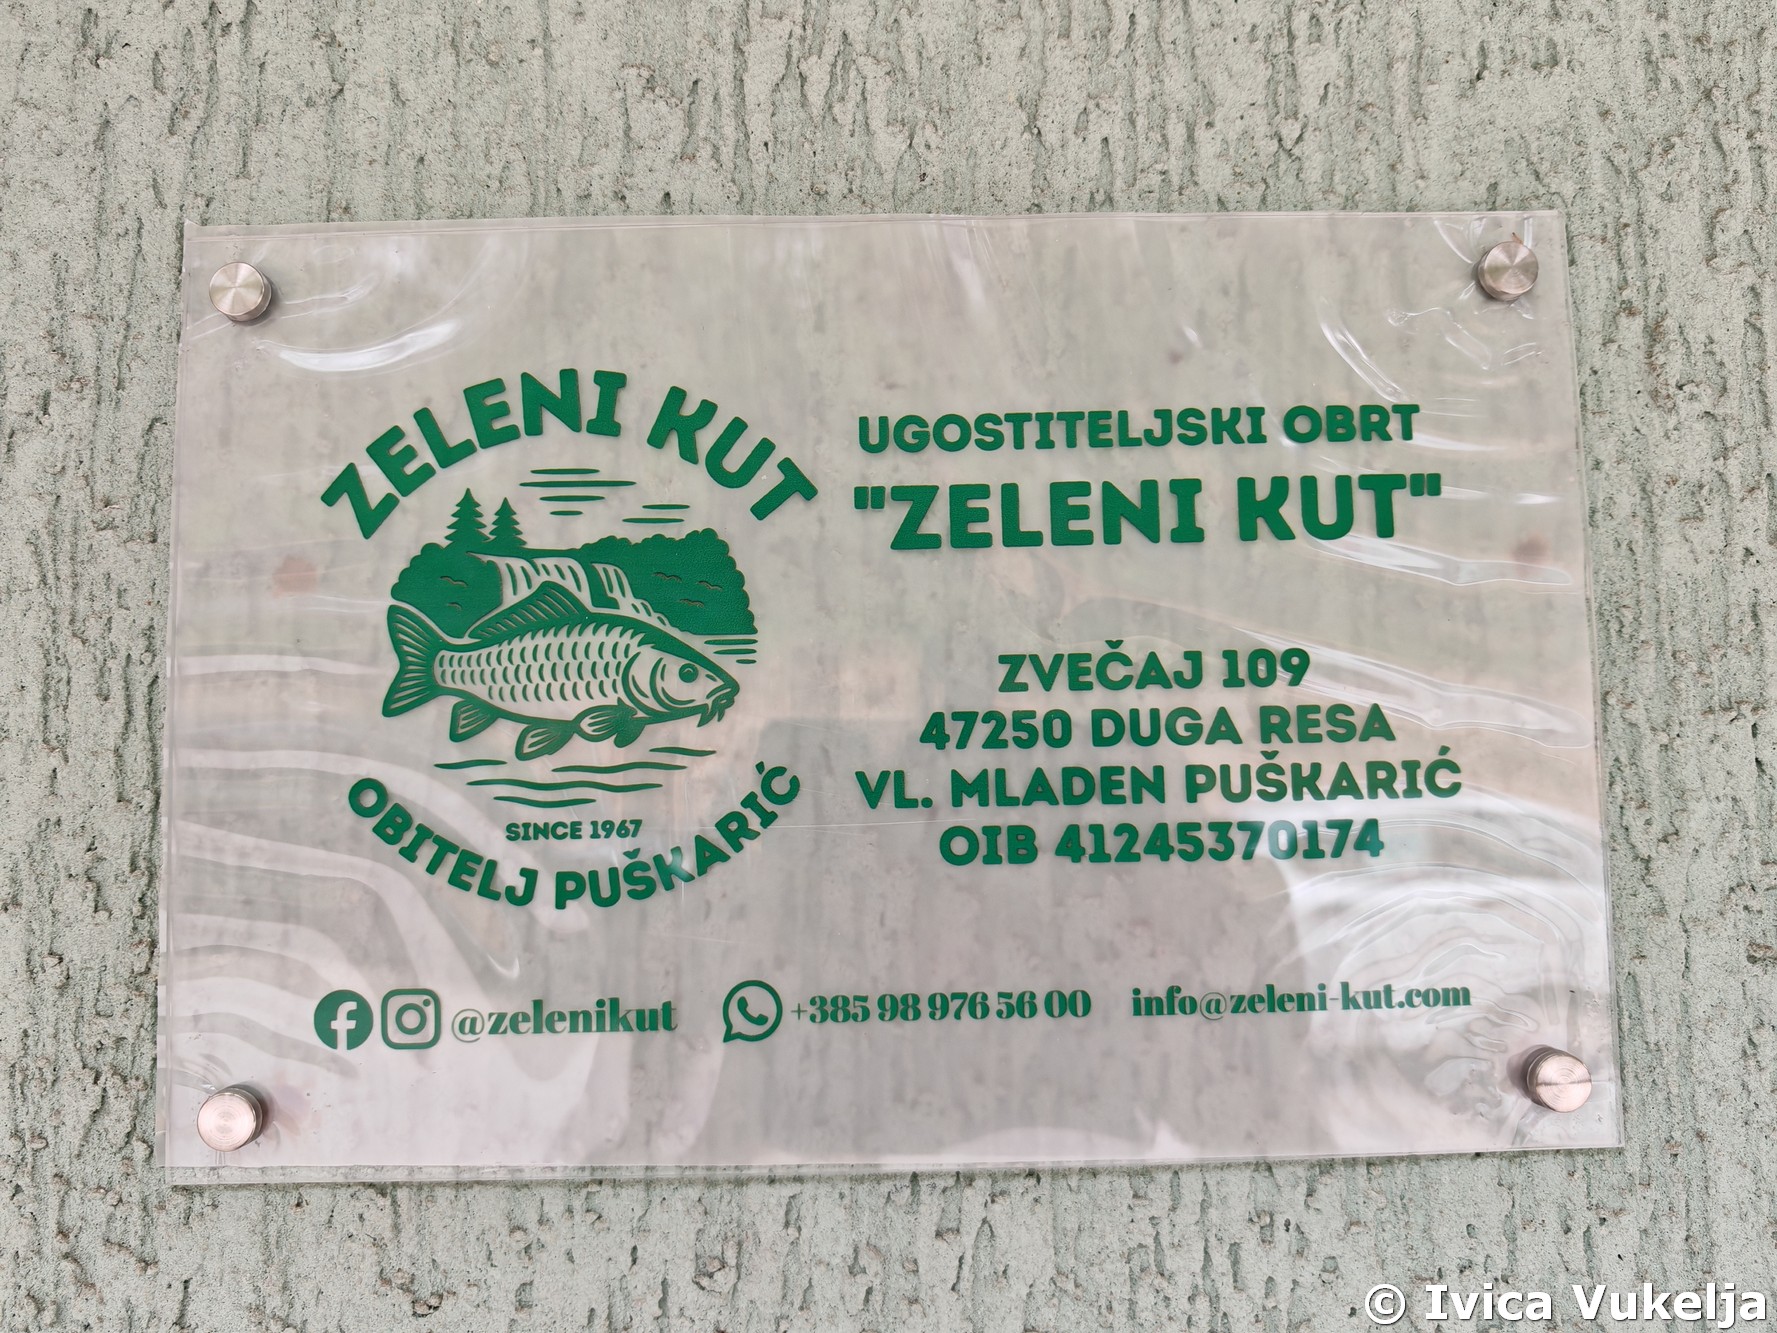 ZELENI KUT
SINCE 1967
OBITELJ PUŠKARIĆ
UGOSTITELJSKI OBRT
"ZELENI KUT"
ZVEČAJ 109
47250 DUGA RESA
VL. MLADEN PUŠKARIĆ
OIB 41245370174
@zelenikut
+385 98 976 56 00
info@zeleni-kut.com
© Ivica Vukelja